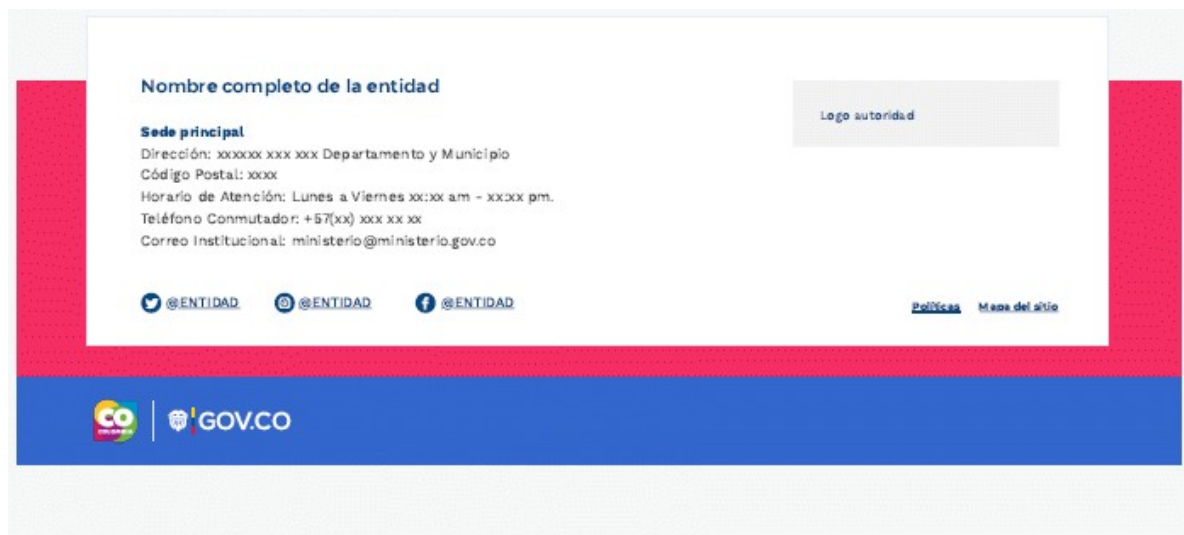 Nombre completo de la entidad
Logo autoridad
Sede principal
Dirección: xxxxxx xxx xxx Departamento y Municipio
Código Postal: xxxx
Horario de Atención: Lunes a Viernes xx:xx am - xx:xx pm.
Teléfono Conmutador: +57(xx) xxx xx xx
Correo Institucional: ministerio@ministerio.gov.co
@ENTIDAD @ENTIDAD @ENTIDAD
Políticas Mapa del sitio
CO
COLOMBIA
GOV.CO